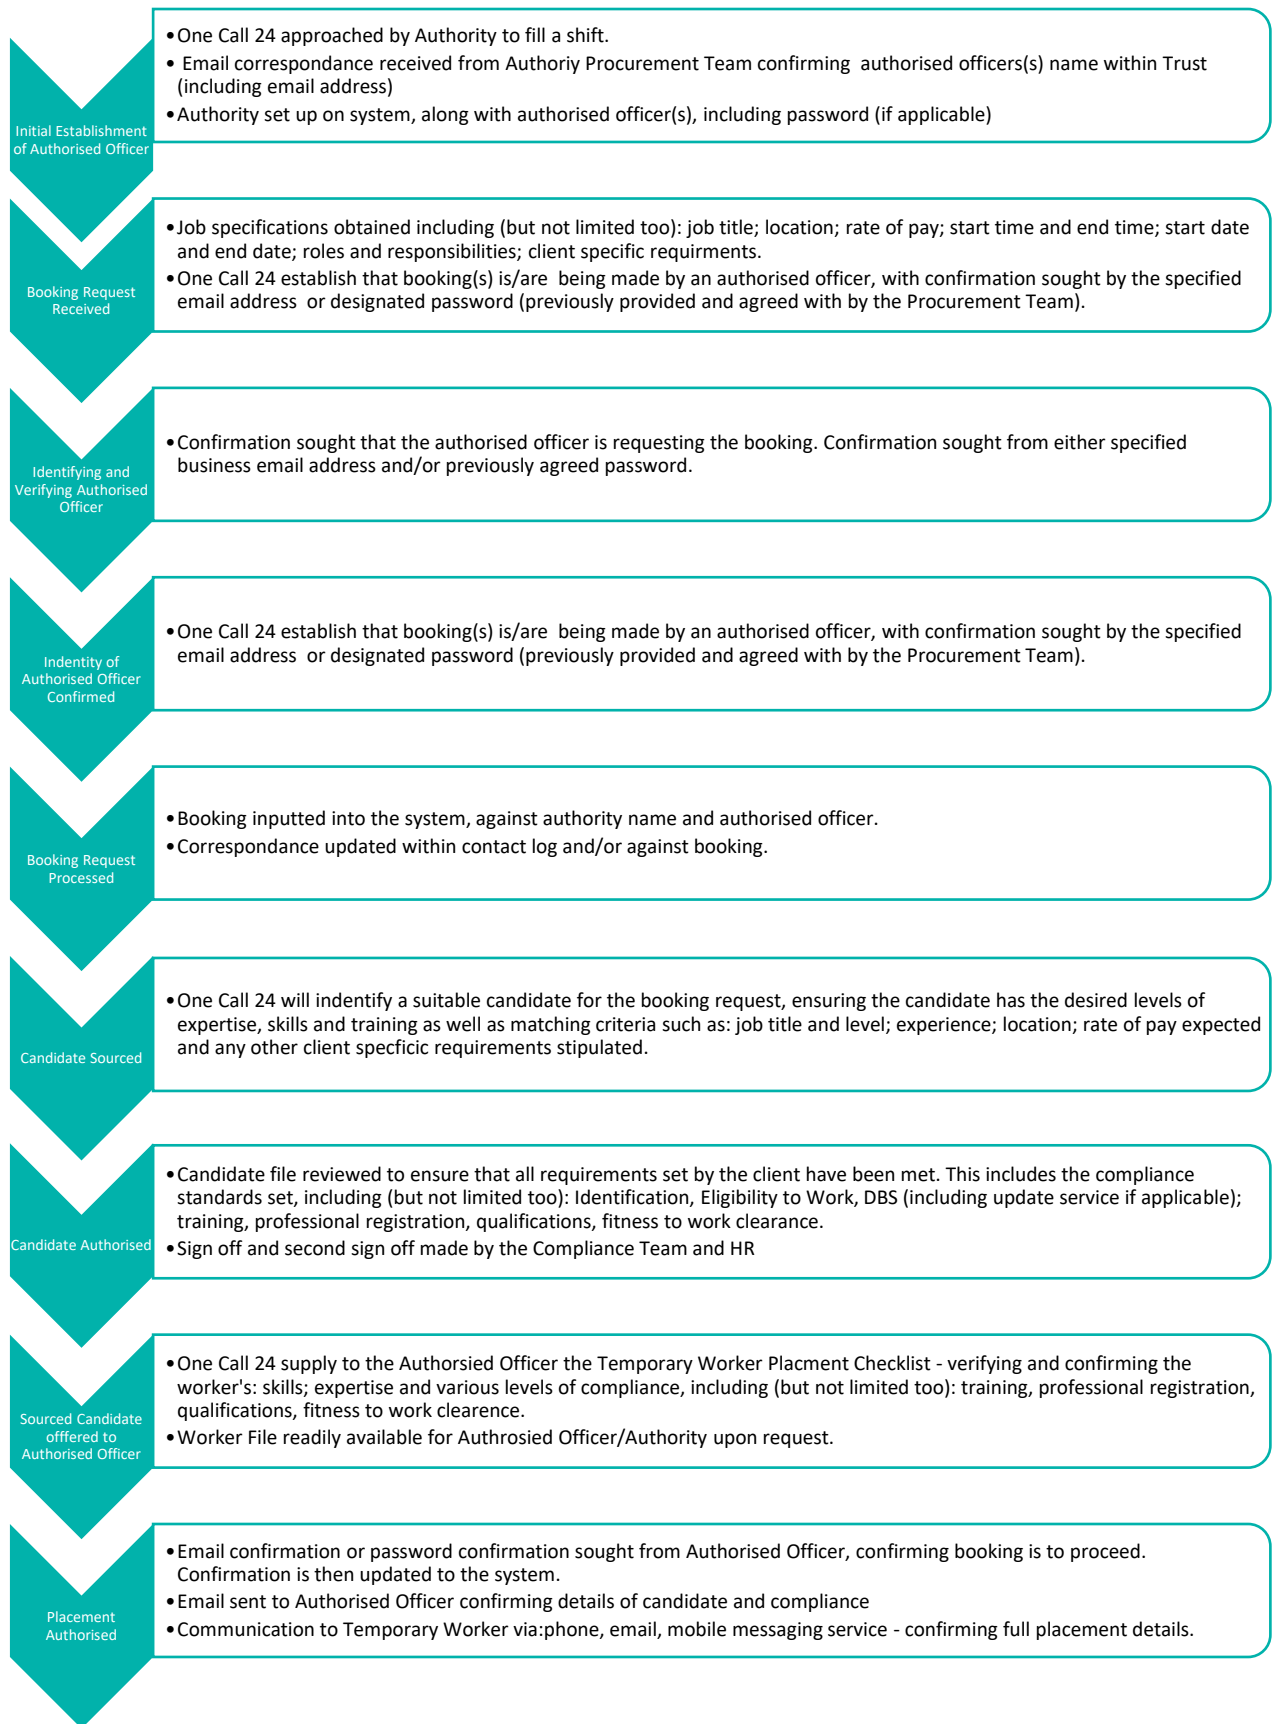 Initial Establishment
of Authorised Officer
•One Call 24 approached by Authority to fill a shift.
• Email correspondance received from Authoriy Procurement Team confirming authorised officers(s) name within Trust
(including email address)
•Authority set up on system, along with authorised officer(s), including password (if applicable)
Booking Request
Received
•Job specifications obtained including (but not limited too): job title; location; rate of pay; start time and end time; start date
and end date; roles and responsibilities; client specific requirments.
•One Call 24 establish that booking(s) is/are being made by an authorised officer, with confirmation sought by the specified
email address or designated password (previously provided and agreed with by the Procurement Team).
Identifying and
Verifying Authorised
Officer
•Confirmation sought that the authorised officer is requesting the booking. Confirmation sought from either specified
business email address and/or previously agreed password.
Indentity of
Authorised Officer
Confirmed
•One Call 24 establish that booking(s) is/are being made by an authorised officer, with confirmation sought by the specified
email address or designated password (previously provided and agreed with by the Procurement Team).
Booking Request
Processed
•Booking inputted into the system, against authority name and authorised officer.
•Correspondance updated within contact log and/or against booking.
Candidate Sourced
•One Call 24 will indentify a suitable candidate for the booking request, ensuring the candidate has the desired levels of
expertise, skills and training as well as matching criteria such as: job title and level; experience; location; rate of pay expected
and any other client specficic requirements stipulated.
Candidate Authorised
•Candidate file reviewed to ensure that all requirements set by the client have been met. This includes the compliance
standards set, including (but not limited too): Identification, Eligibility to Work, DBS (including update service if applicable);
training, professional registration, qualifications, fitness to work clearance.
•Sign off and second sign off made by the Compliance Team and HR
Sourced Candidate
offfered to
Authorised Officer
•One Call 24 supply to the Authorsied Officer the Temporary Worker Placment Checklist - verifying and confirming the
worker's: skills; expertise and various levels of compliance, including (but not limited too): training, professional registration,
qualifications, fitness to work clearence.
•Worker File readily available for Authrosied Officer/Authority upon request.
Placement
Authorised
•Email confirmation or password confirmation sought from Authorised Officer, confirming booking is to proceed.
Confirmation is then updated to the system.
•Email sent to Authorised Officer confirming details of candidate and compliance
•Communication to Temporary Worker via:phone, email, mobile messaging service - confirming full placement details.